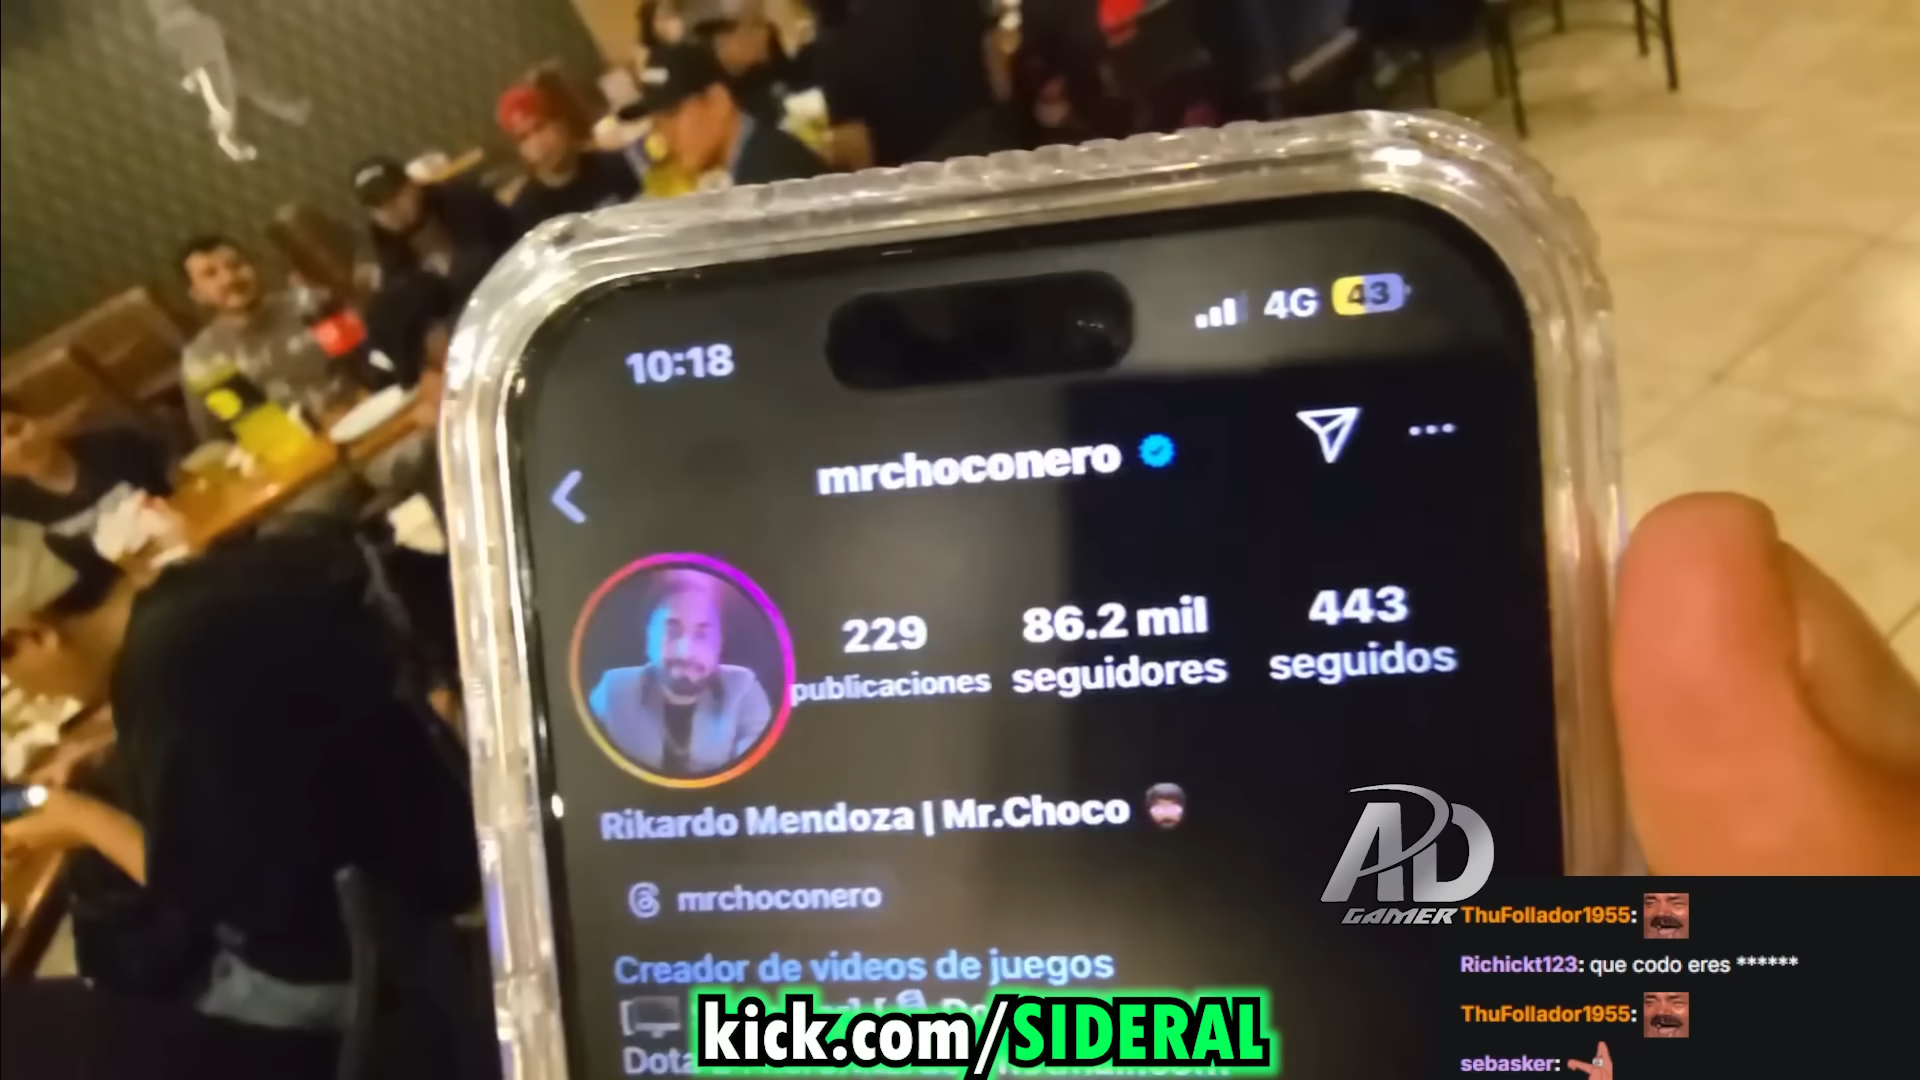 10:18
4G 43
mrchoconero
229
publicaciones
86.2 mil
seguidores
443
seguidos
Rikardo Mendoza | Mr.Choco
mrchoconero
Creador de videos de juegos
Dota
kick.com/SIDERAL
AD
GAMER
ThuFollador1955:
Richickt123: que codo eres ******
ThuFollador1955:
sebasker: